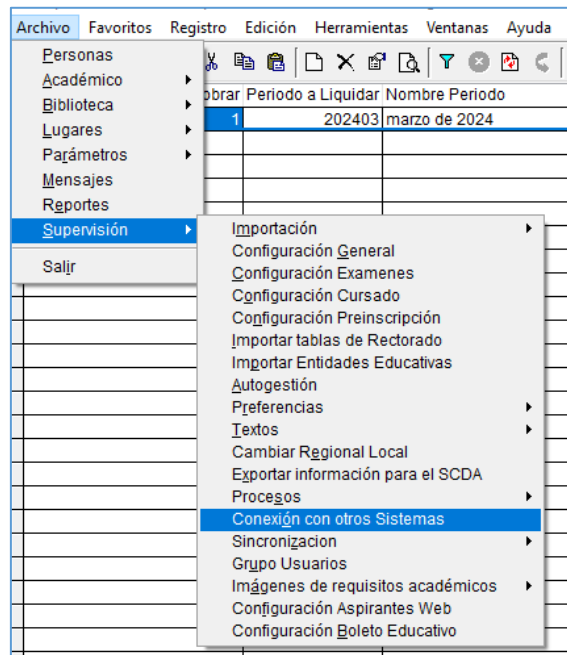 Archivo Favoritos Registro Edición Herramientas Ventanas Ayuda
Personas
Académico
Biblioteca
Lugares
Parámetros
Mensajes
Reportes
Supervisión
Salir
obrar Periodo a Liquidar Nombre Periodo
1 202403 marzo de 2024
Importación
Configuración General
Configuración Examenes
Configuración Cursado
Configuración Preinscripción
Importar tablas de Rectorado
Importar Entidades Educativas
Autogestión
Preferencias
Textos
Cambiar Regional Local
Exportar información para el SCDA
Procesos
Conexión con otros Sistemas
Sincronizacion
Grupo Usuarios
Imágenes de requisitos académicos
Configuración Aspirantes Web
Configuración Boleto Educativo